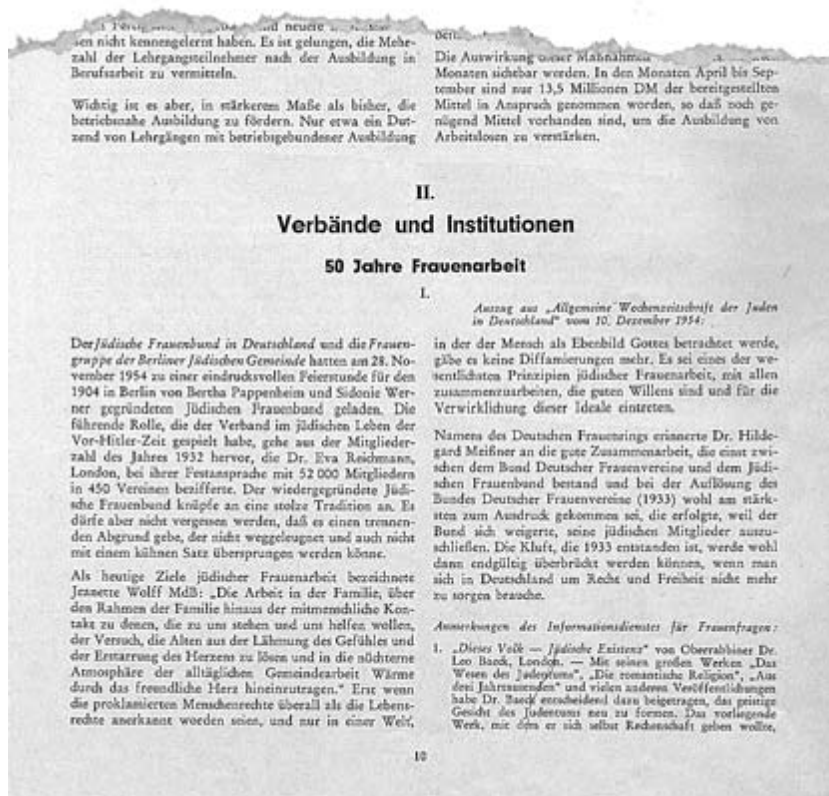 und neuere
sen nicht kennengelernt haben. Es ist gelungen, die Mehr-
zahl der Lehrgangsteilnehmer nach der Ausbildung in
Berufsarbeit zu vermitteln.
Wichtig ist es aber, in stärkerem Maße als bisher, die
betriebsnahe Ausbildung zu fördern. Nur etwa ein Dut-
zend von Lehrgängen mit betriebsgebundener Ausbildung
Die Auswirkung dieser Maßnahmen
Monaten sichtbar werden. In den Monaten April bis Sep-
tember sind nur 13,5 Millionen DM der bereitgestellten
Mittel in Anspruch genommen worden, so daß noch ge-
nügend Mittel vorhanden sind, um die Ausbildung von
Arbeitslosen zu verstärken.
II.
Verbände und Institutionen
50 Jahre Frauenarbeit
I.
Auszug aus „Allgemeine Wochenzeitschrift der Juden
in Deutschland" vom 10. Dezember 1954:
Der Jüdische Frauenbund in Deutschland und die Frauen-
gruppe der Berliner Jüdischen Gemeinde hatten am 28. No-
vember 1954 zu einer eindrucksvollen Feierstunde für den
1904 in Berlin von Bertha Pappenheim und Sidonie Wer-
ner gegründeten Jüdischen Frauenbund geladen. Die
führende Rolle, die der Verband im jüdischen Leben der
Vor-Hitler-Zeit gespielt habe, gehe aus der Mitglieder-
zahl des Jahres 1932 hervor, die Dr. Eva Reichmann,
London, bei ihrer Festansprache mit 52 000 Mitgliedern
in 450 Vereinen bezifferte. Der wiedergegründete Jüdi-
sche Frauenbund knüpfe an eine stolze Tradition an. Es
dürfe aber nicht vergessen werden, daß es einen trennen-
den Abgrund gebe, der nicht weggeleugnet und auch nicht
mit einem kühnen Satz übersprungen werden könne.
Als heutige Ziele jüdischer Frauenarbeit bezeichnete
Jeanette Wolff MdB: „Die Arbeit in der Familie, über
den Rahmen der Familie hinaus der mitmenschliche Kon-
takt zu denen, die zu uns stehen und uns helfen wollen,
der Versuch, die Alten aus der Lähmung des Gefühles und
der Erstarrung des Herzens zu lösen und in die nüchterne
Atmosphäre der alltäglichen Gemeindearbeit Wärme
durch das freundliche Herz hineinzutragen." Erst wenn
die proklamierten Menschenrechte überall als die Lebens-
rechte anerkannt worden seien, und nur in einer Welt,
in der der Mensch als Ebenbild Gottes betrachtet werde,
gäbe es keine Diffamierungen mehr. Es sei eines der we-
sentlichsten Prinzipien jüdischer Frauenarbeit, mit allen
zusammenzuarbeiten, die guten Willens sind und für die
Verwirklichung dieser Ideale eintreten.
Namens des Deutschen Frauenrings erinnerte Dr. Hilde-
gard Meißner an die gute Zusammenarbeit, die einst zwi-
schen dem Bund Deutscher Frauenvereine und dem Jüdi-
schen Frauenbund bestand und bei der Auflösung des
Bundes Deutscher Frauenvereine (1933) wohl am stärk-
sten zum Ausdruck gekommen sei, die erfolgte, weil der
Bund sich weigerte, seine jüdischen Mitglieder auszu-
schließen. Die Kluft, die 1933 entstanden ist, werde wohl
dann endgültig überbrückt werden können, wenn man
sich in Deutschland um Recht und Freiheit nicht mehr
zu sorgen brauche.
Anmerkungen des Informationsdienstes für Frauenfragen:
1. „Dieses Volk — Jüdische Existenz" von Oberrabbiner Dr.
Leo Baeck, London. — Mit seinen großen Werken „Das
Wesen des Judentums", „Die romantische Religion", „Aus
drei Jahrtausenden" und vielen anderen Veröffentlichungen
habe Dr. Baeck entscheidend dazu beigetragen, das geistige
Gesicht des Judentums neu zu formen. Das vorliegende
Werk, mit dem er sich selbst Rechenschaft geben wollte,
10